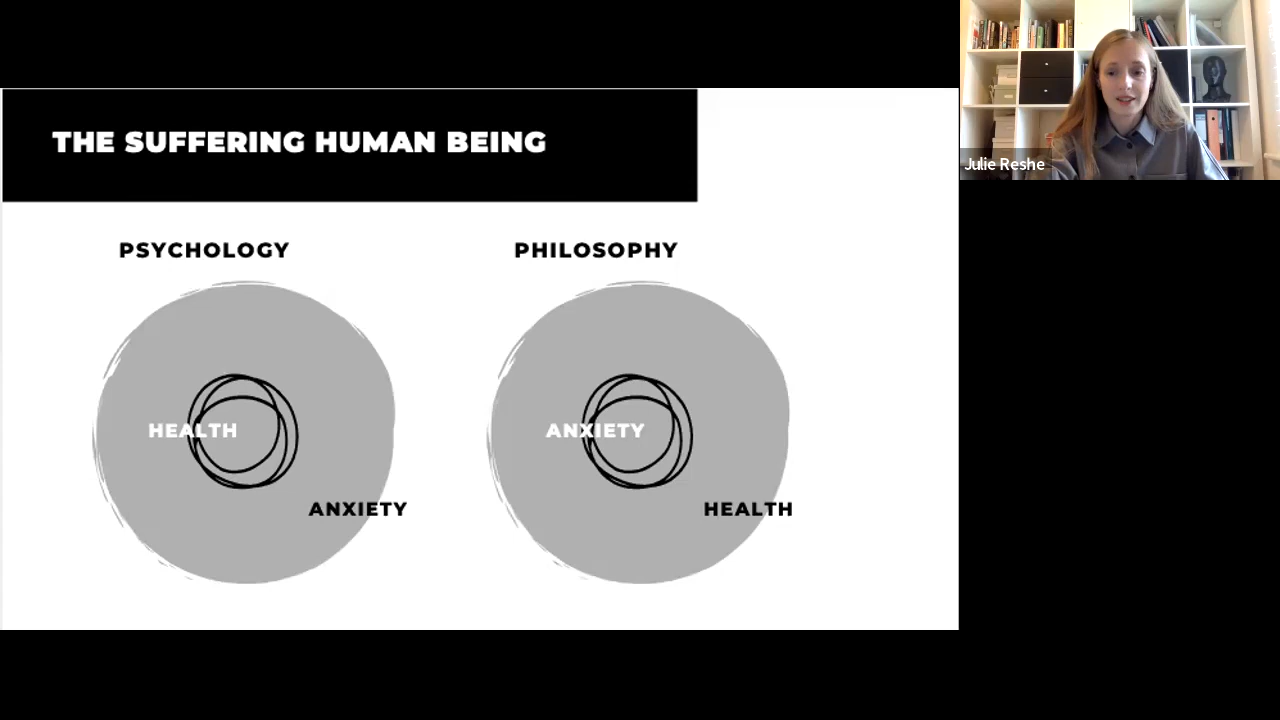 THE SUFFERING HUMAN BEING
Julie Reshe
PSYCHOLOGY
PHILOSOPHY
HEALTH
ANXIETY
ANXIETY
HEALTH